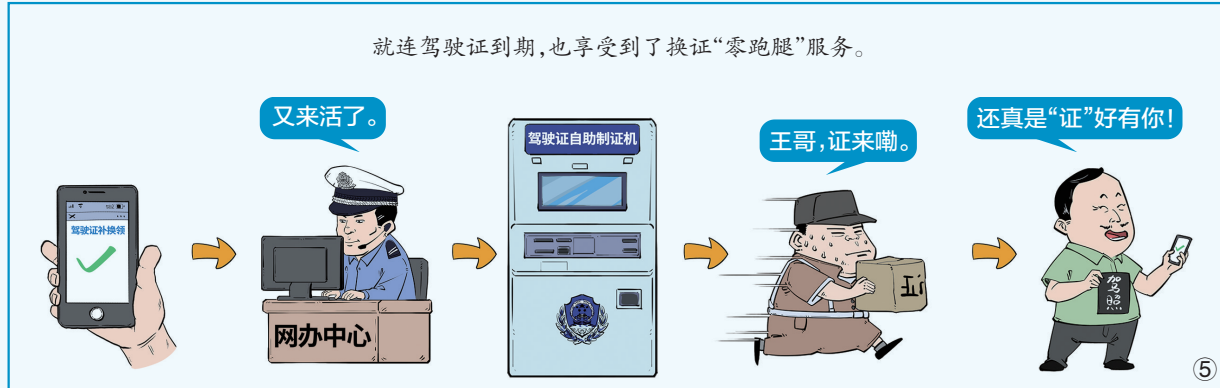 就连驾驶证到期,也享受到了换证“零跑腿”服务。
又来活了。
驾驶证自助制证机
王哥,证来嘞。
还真是“证”好有你!
驾驶证补换领
网办中心
驾照
⑤